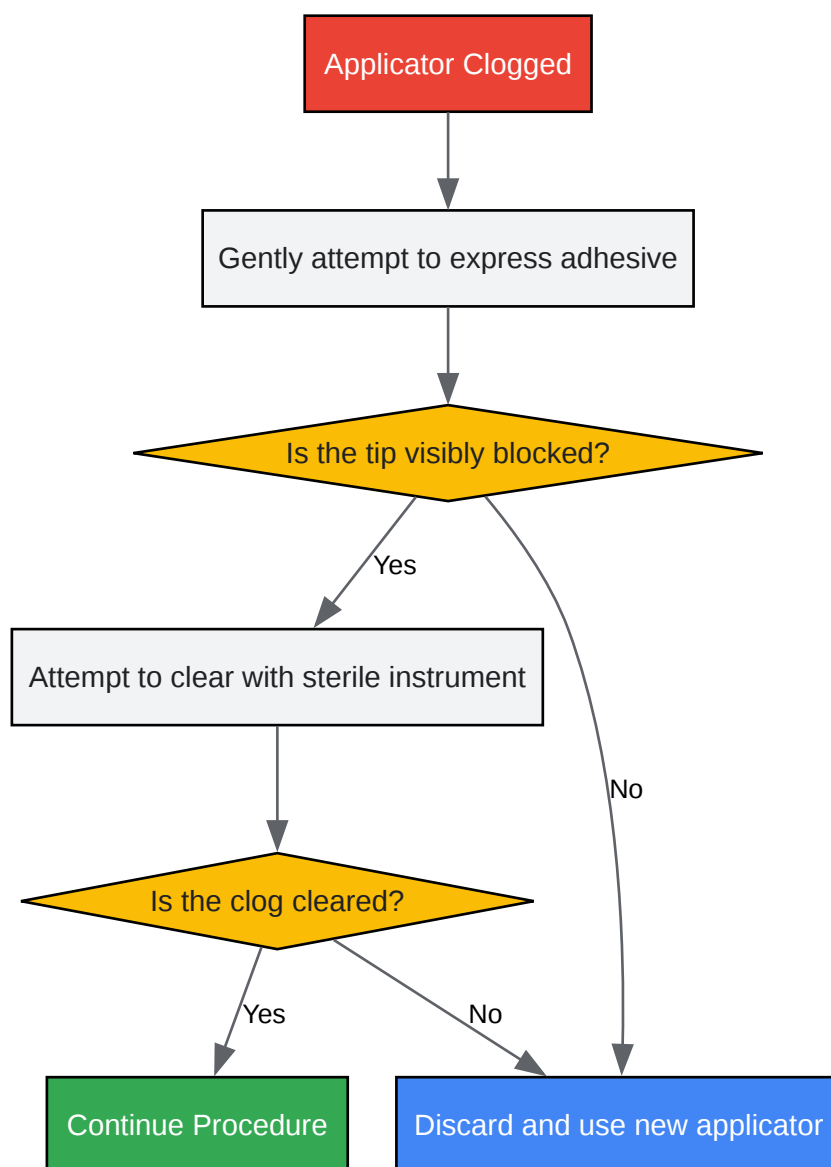 Applicator Clogged
Gently attempt to express adhesive
Is the tip visibly blocked?
Yes
Attempt to clear with sterile instrument
No
Is the clog cleared?
Yes
No
Continue Procedure
Discard and use new applicator